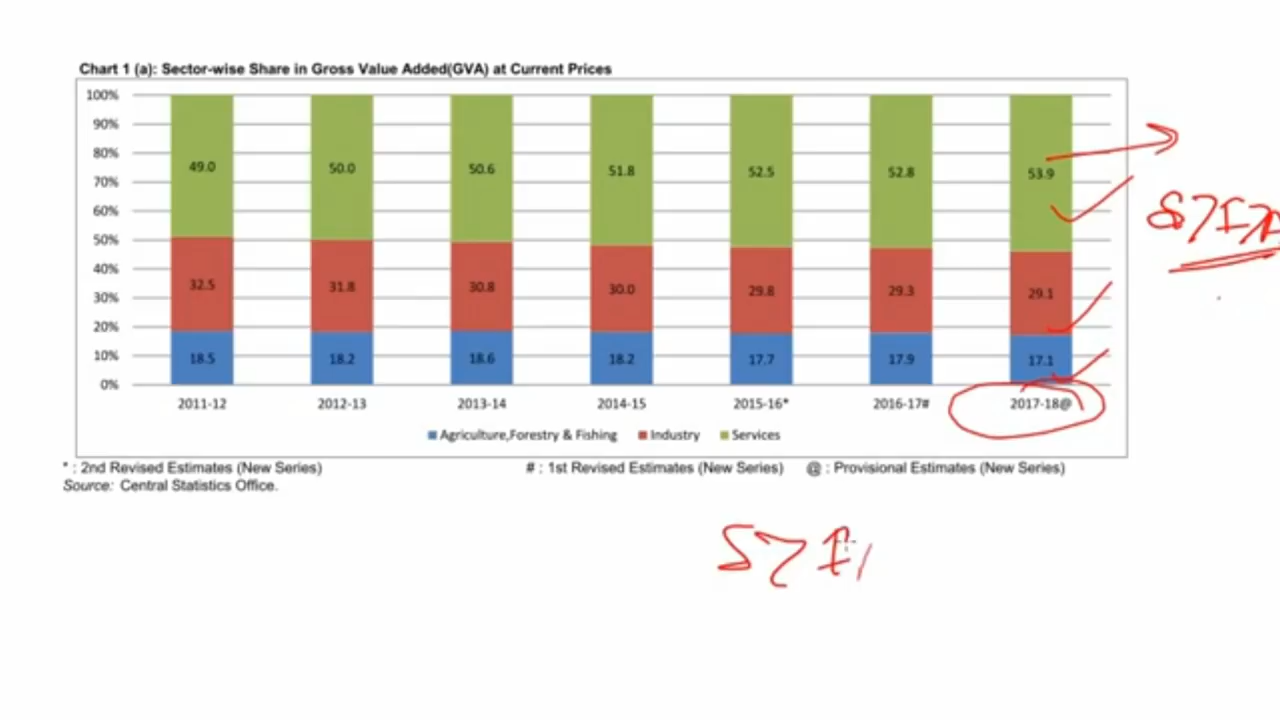 Chart 1 (a): Sector-wise Share in Gross Value Added(GVA) at Current Prices
100%
90%
80%
70%
60%
50%
40%
30%
20%
10%
0%
49.0 50.0 50.6 51.8 52.5 52.8 53.9
32.5 31.8 30.8 30.0 29.8 29.3 29.1
18.5 18.2 18.6 18.2 17.7 17.9 17.1
S>I>A
2011-12 2012-13 2013-14 2014-15 2015-16* 2016-17# 2017-18@
Agriculture,Forestry & Fishing Industry Services
* : 2nd Revised Estimates (New Series) # : 1st Revised Estimates (New Series) @ : Provisional Estimates (New Series)
Source: Central Statistics Office.
S>I